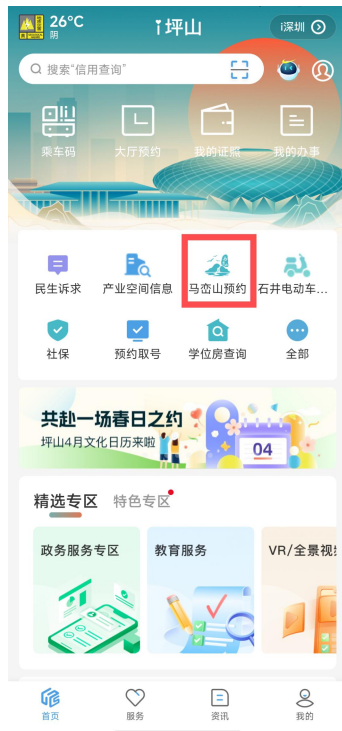 26°C
阴
i坪山
i深圳
搜索“信用查询”
乘车码
大厅预约
我的证照
我的办事
民生诉求
产业空间信息
马峦山预约
石井电动车...
社保
预约取号
学位房查询
全部
共赴一场春日之约
坪山4月文化日历来啦
04
精选专区
特色专区
政务服务专区
教育服务
VR/全景视
首页
服务
资讯
我的